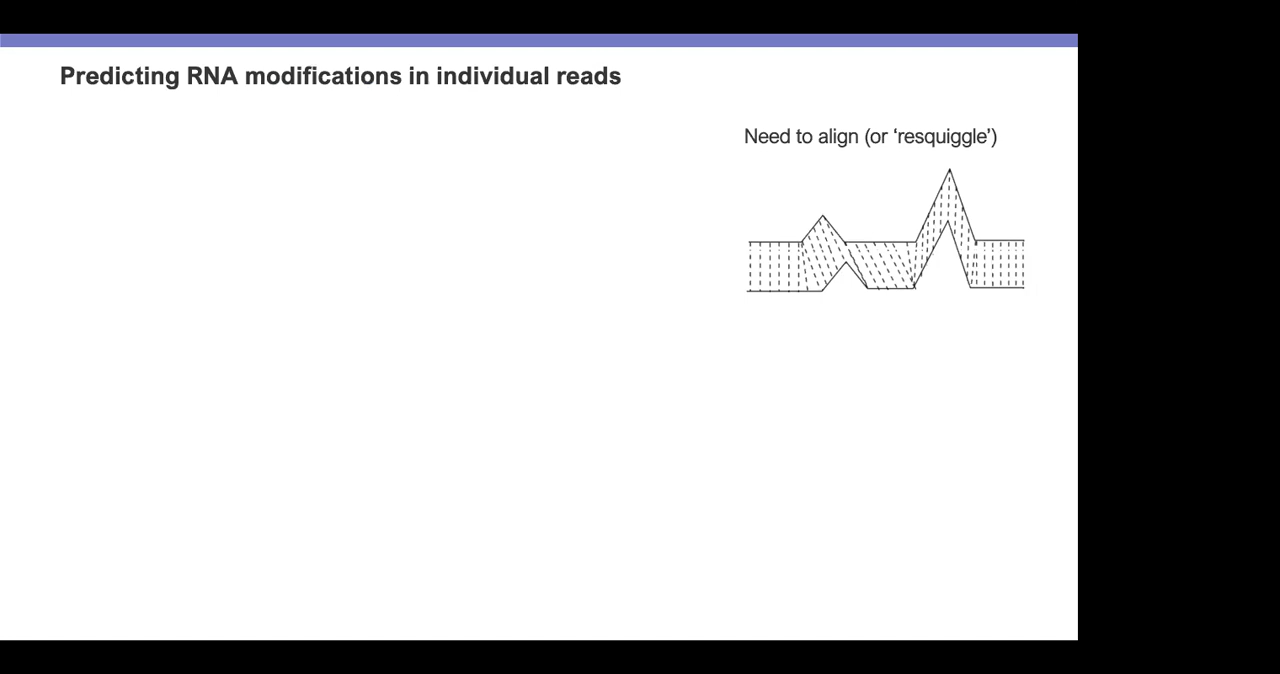 Predicting RNA modifications in individual reads
Need to align (or ‘resquiggle’)